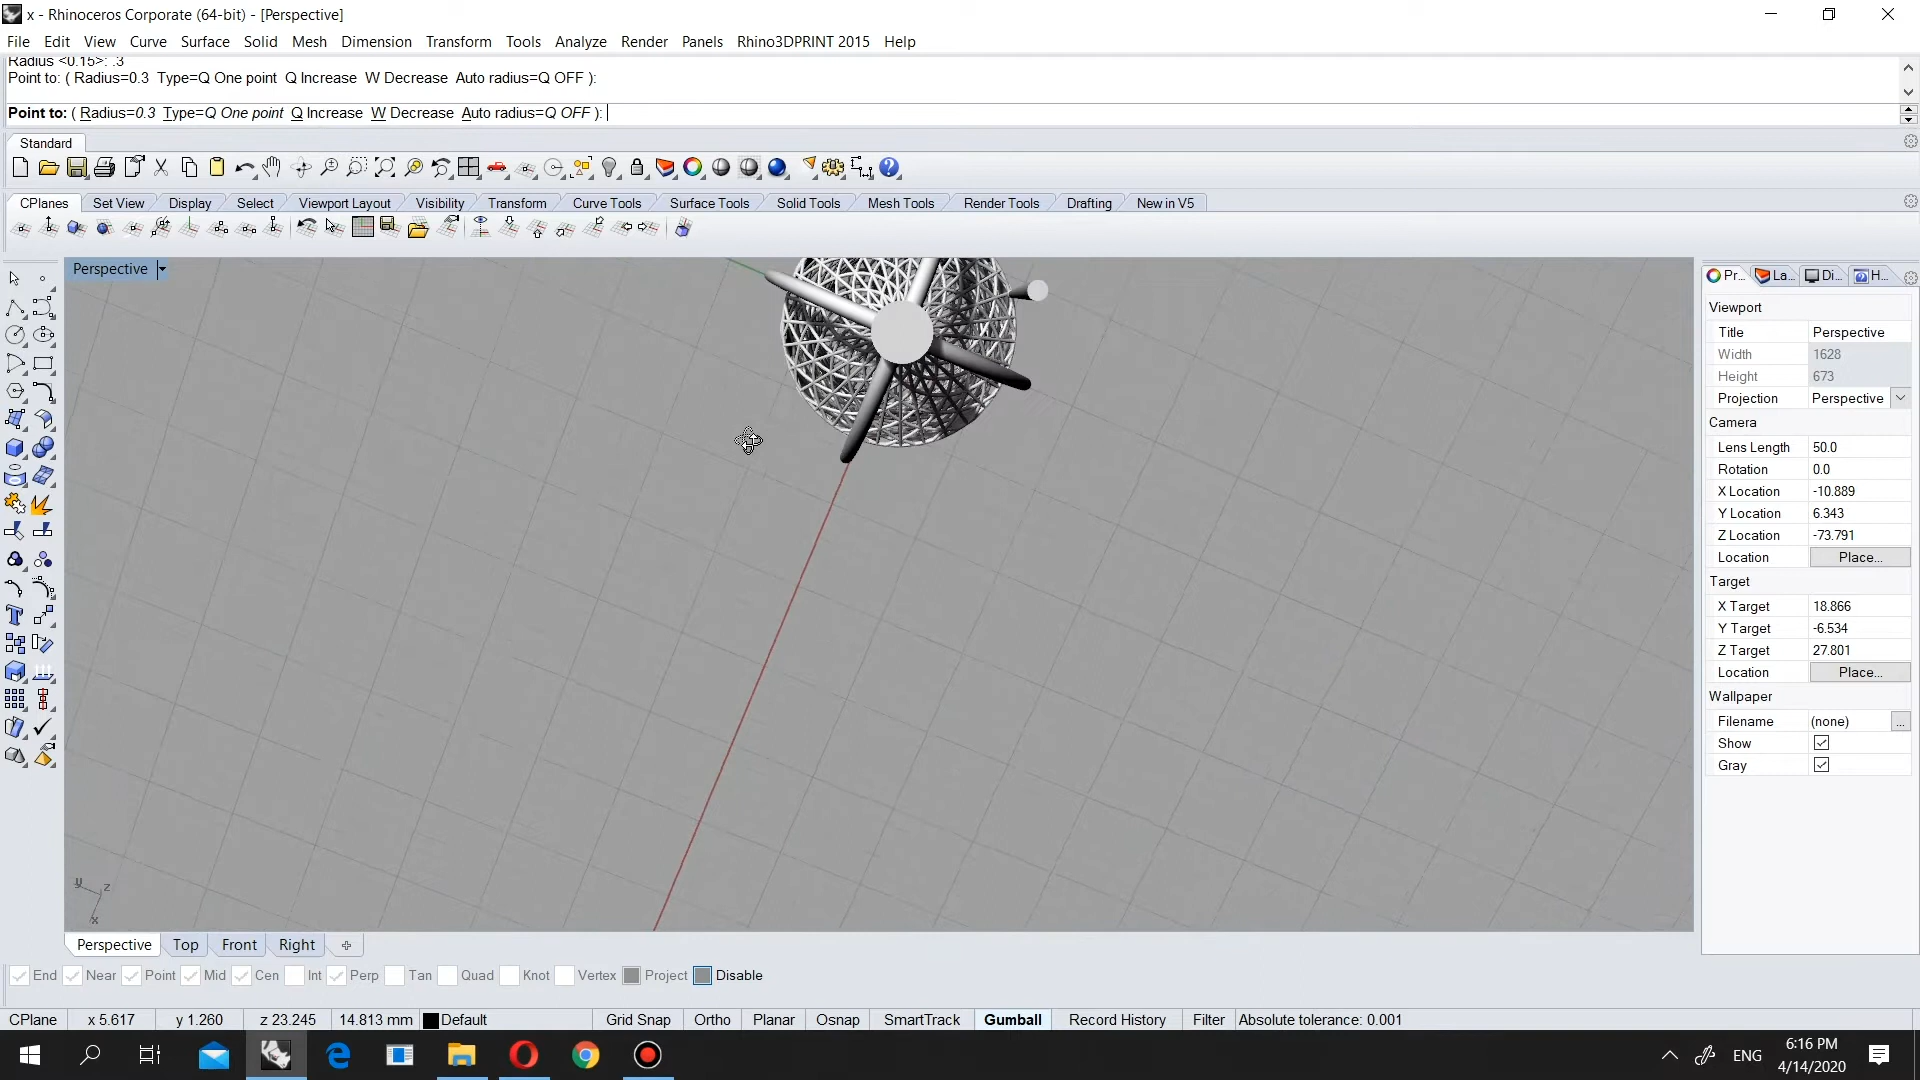 x - Rhinoceros Corporate (64-bit) - [Perspective]
File Edit View Curve Surface Solid Mesh Dimension Transform Tools Analyze Render Panels Rhino3DPRINT 2015 Help
Radius <0.15>: .3
Point to: ( Radius=0.3 Type=Q One point Q Increase W Decrease Auto radius=Q OFF ):
Point to: ( Radius=0.3 Type=Q One point Q Increase W Decrease Auto radius=Q OFF ):
Standard
CPlanes Set View Display Select Viewport Layout Visibility Transform Curve Tools Surface Tools Solid Tools Mesh Tools Render Tools Drafting New in V5
Perspective
Pr... La... Di... H...
Viewport
Title Perspective
Width 1628
Height 673
Projection Perspective
Camera
Lens Length 50.0
Rotation 0.0
X Location -10.889
Y Location 6.343
Z Location -73.791
Location Place...
Target
X Target 18.866
Y Target -6.534
Z Target 27.801
Location Place...
Wallpaper
Filename (none) ...
Show
Gray
y z
x
Perspective Top Front Right
End Near Point Mid Cen Int Perp Tan Quad Knot Vertex Project Disable
CPlane x 5.617 y 1.260 z 23.245 14.813 mm Default Grid Snap Ortho Planar Osnap SmartTrack Gumball Record History Filter Absolute tolerance: 0.001
ENG
6:16 PM
4/14/2020